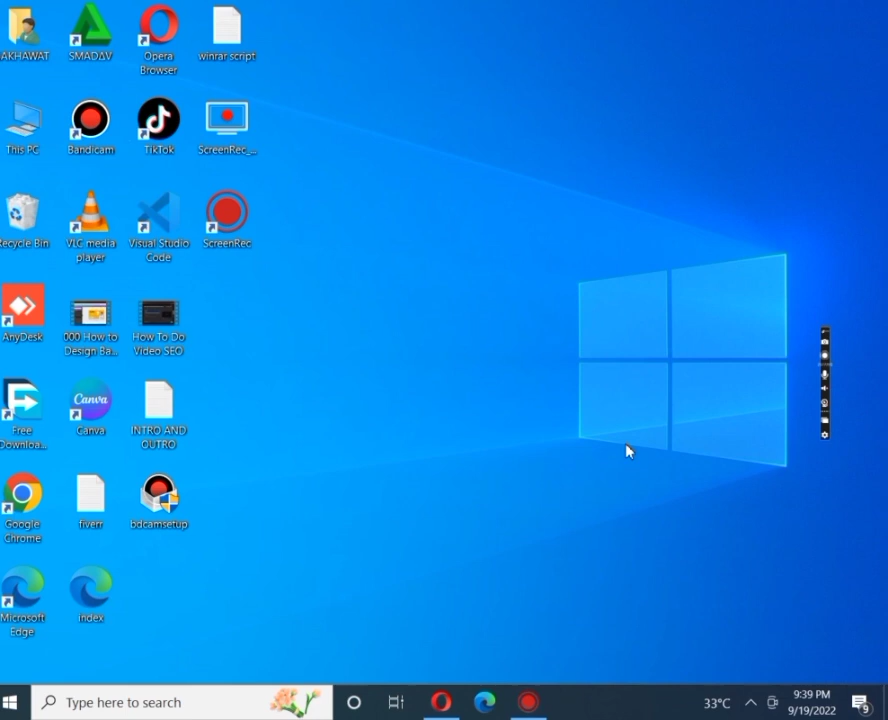 AKHAWAT
SMADAV
Opera
Browser
winrar script
This PC
Bandicam
TikTok
ScreenRec_...
Recycle Bin
VLC media
player
Visual Studio
Code
ScreenRec
AnyDesk
000 How to
Design Ba...
How To Do
Video SEO
Free
Downloa...
Canva
Canva
INTRO AND
OUTRO
Google
Chrome
fiverr
bdcamsetup
Microsoft
Edge
index
Type here to search
33°C
9:39 PM
9/19/2022
9